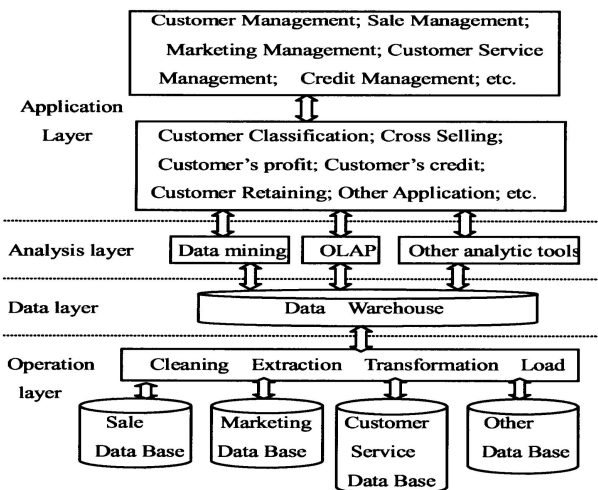 Customer Management; Sale Management;
Marketing Management; Customer Service
Management; Credit Management; etc.
Application
Layer
Customer Classification; Cross Selling;
Customer's profit; Customer's credit;
Customer Retaining; Other Application; etc.
Analysis layer
Data mining
OLAP
Other analytic tools
Data layer
Data Warehouse
Operation
layer
Cleaning Extraction Transformation Load
Sale
Data Base
Marketing
Data Base
Customer
Service
Data Base
Other
Data Base